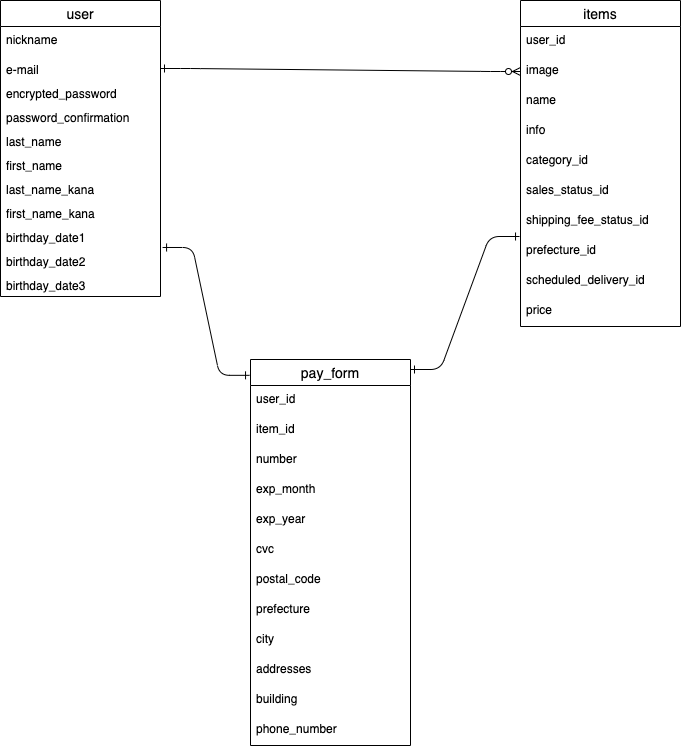 user
nickname
e-mail
encrypted_password
password_confirmation
last_name
first_name
last_name_kana
first_name_kana
birthday_date1
birthday_date2
birthday_date3
items
user_id
image
name
info
category_id
sales_status_id
shipping_fee_status_id
prefecture_id
scheduled_delivery_id
price
pay_form
user_id
item_id
number
exp_month
exp_year
cvc
postal_code
prefecture
city
addresses
building
phone_number